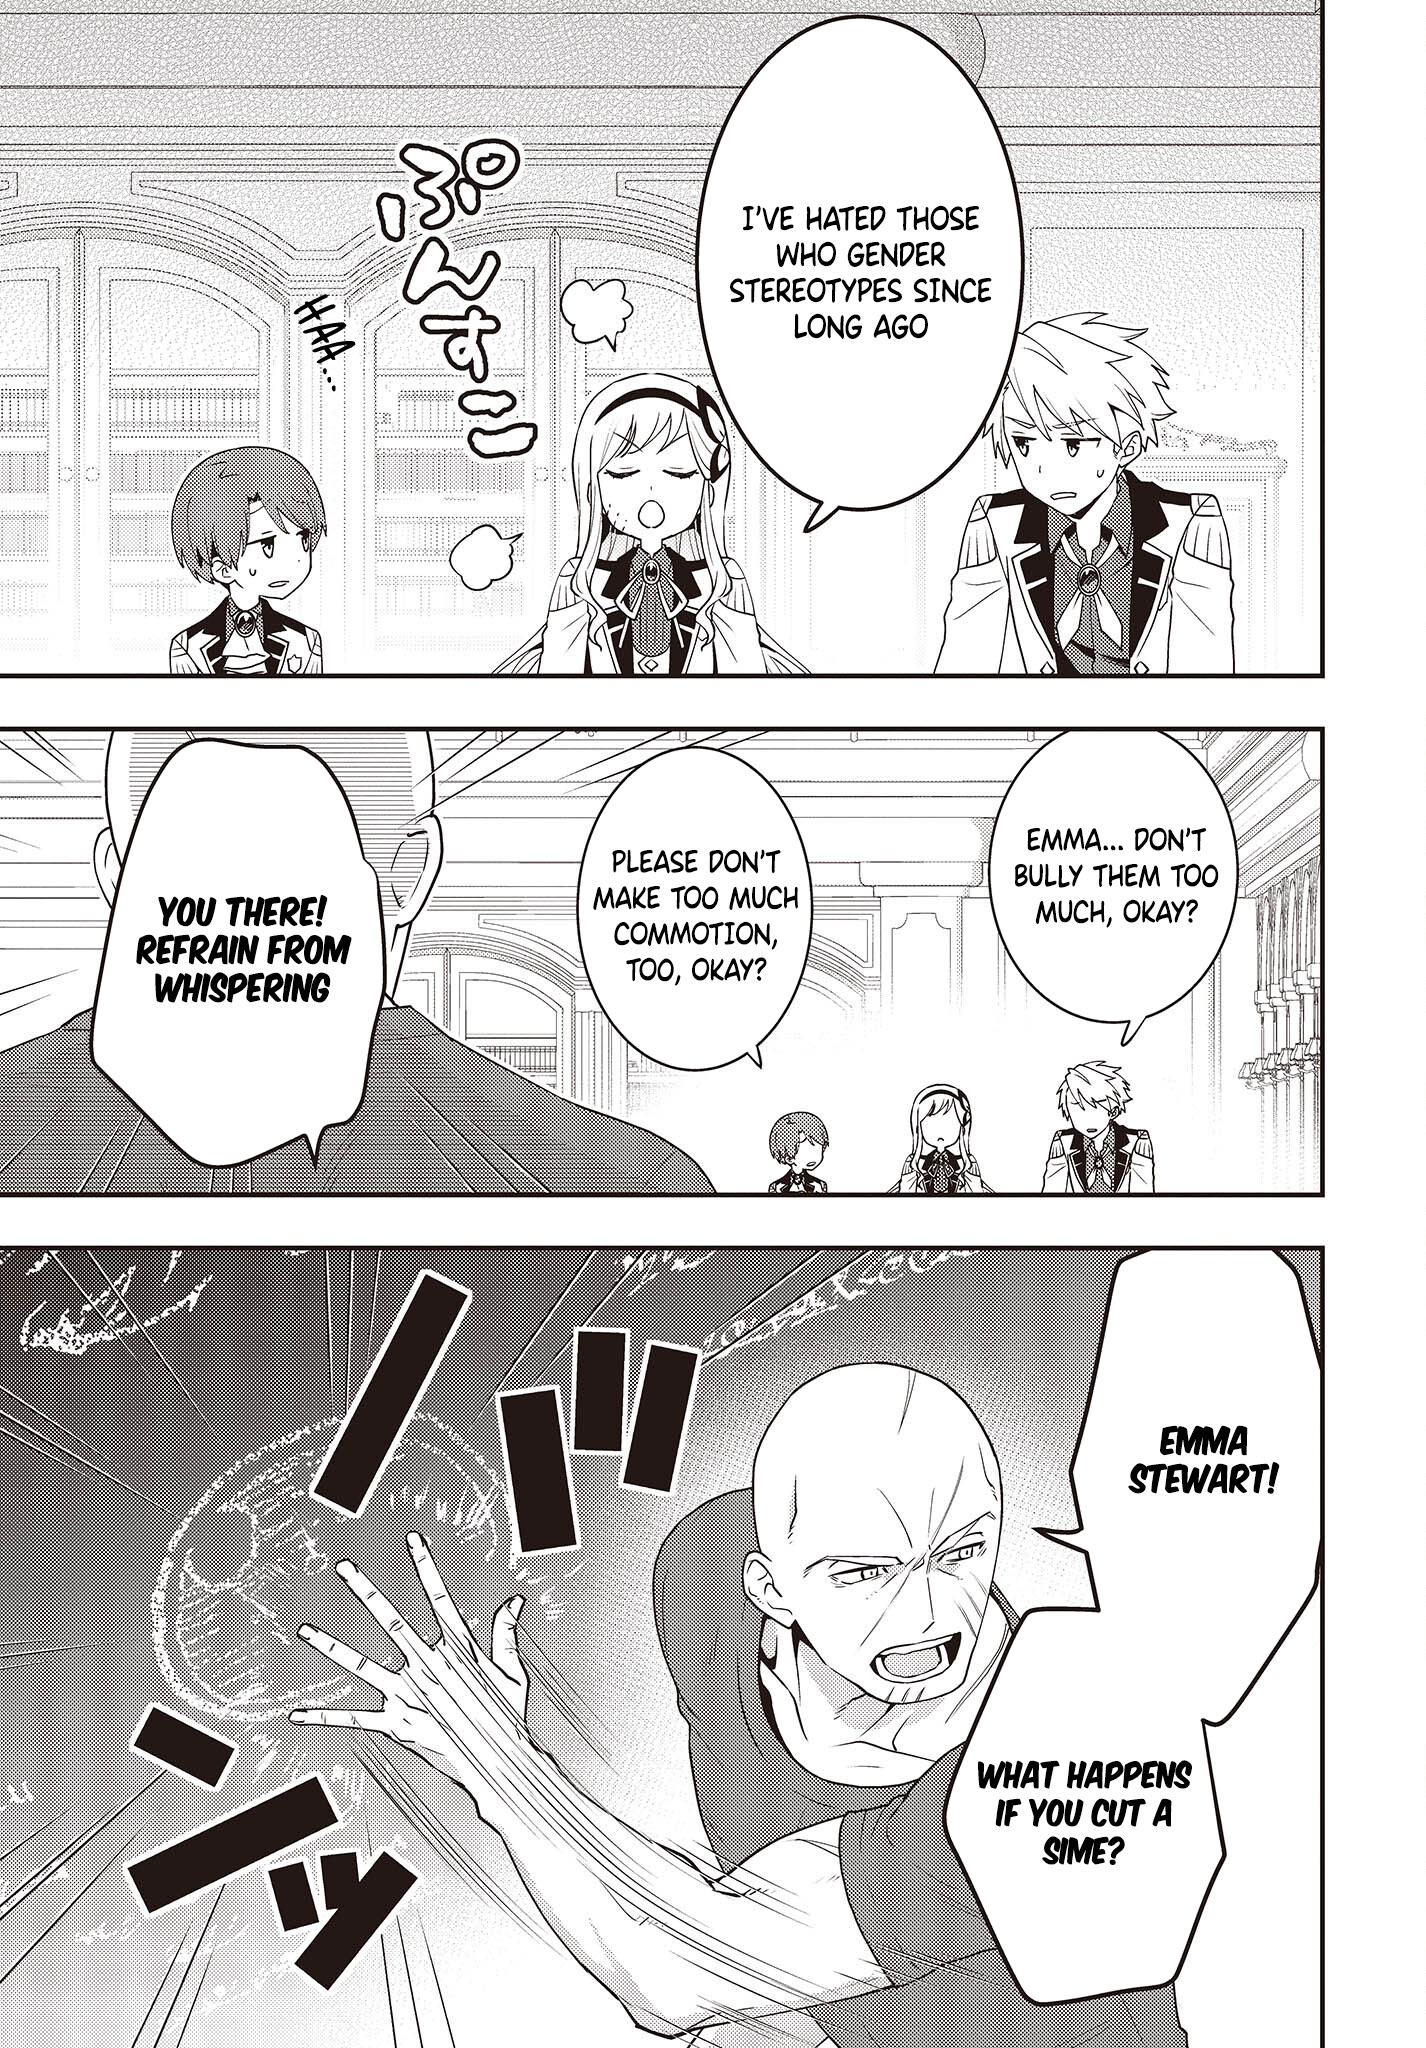 I'VE HATED THOSE
WHO GENDER
STEREOTYPES SINCE
LONG AGO
ぷんすこ
HAA...
EMMA... DON'T
BULLY THEM TOO
MUCH, OKAY?
PLEASE DON'T
MAKE TOO MUCH
COMMOTION,
TOO, OKAY?
YOU THERE!
REFRAIN FROM
WHISPERING
EMMA
STEWART!
WHAT HAPPENS
IF YOU CUT A
SIME?
バンッ